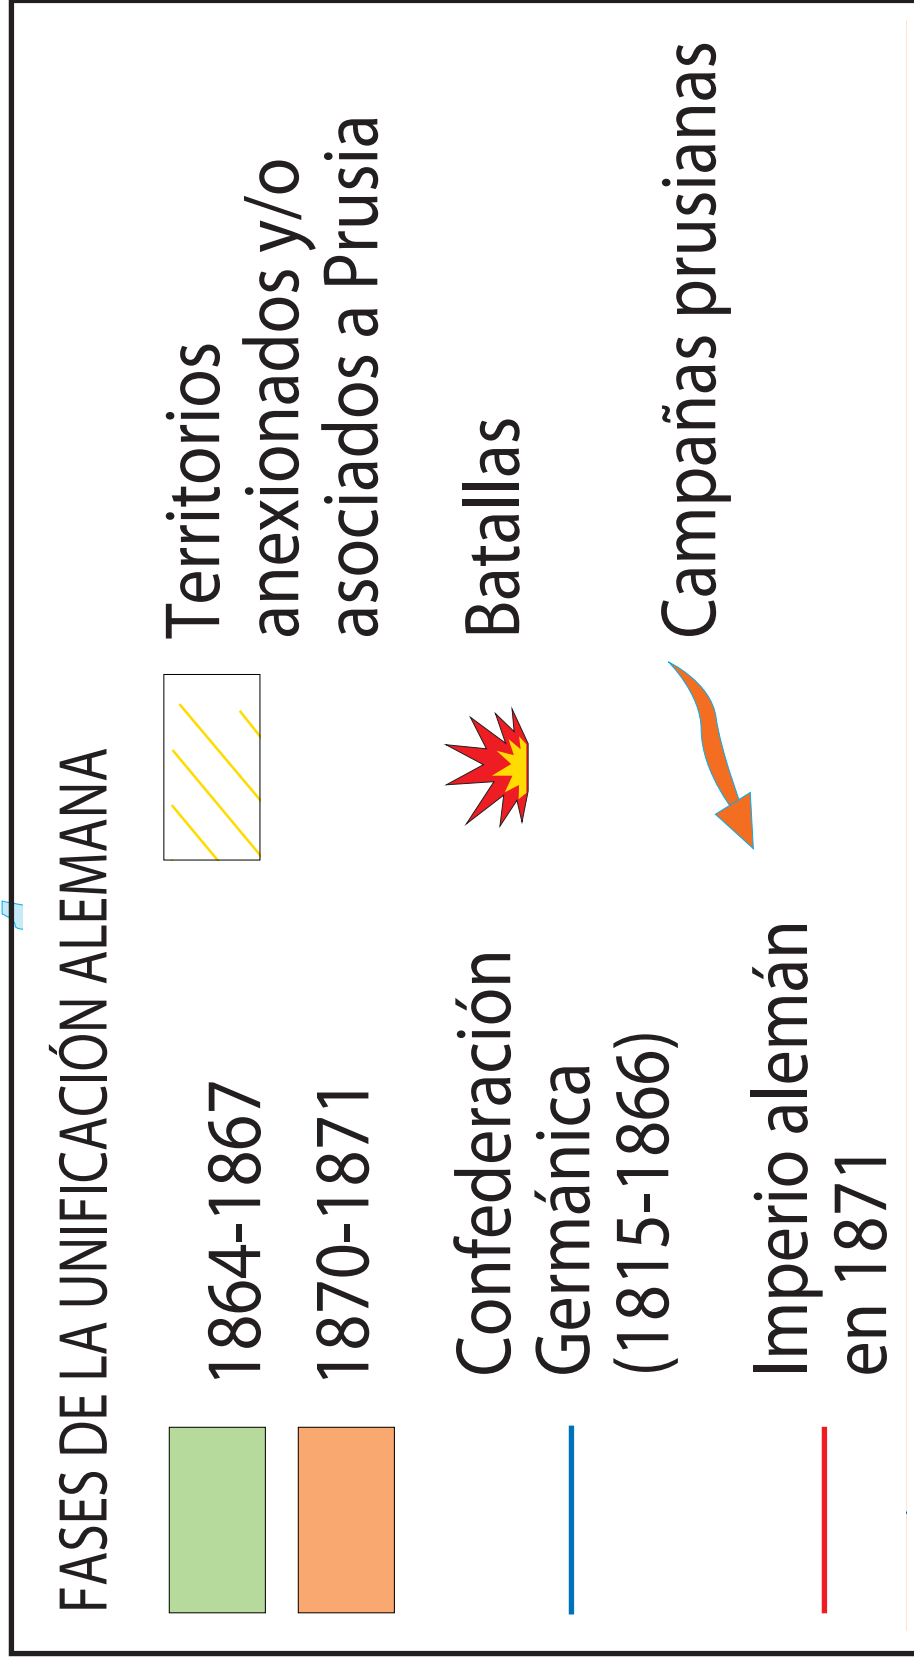 FASES DE LA UNIFICACIÓN ALEMANA
1864-1867
1870-1871
Confederación
Germánica
(1815-1866)
Imperio alemán
en 1871
Territorios
anexionados y/o
asociados a Prusia
Batallas
Campañas prusianas